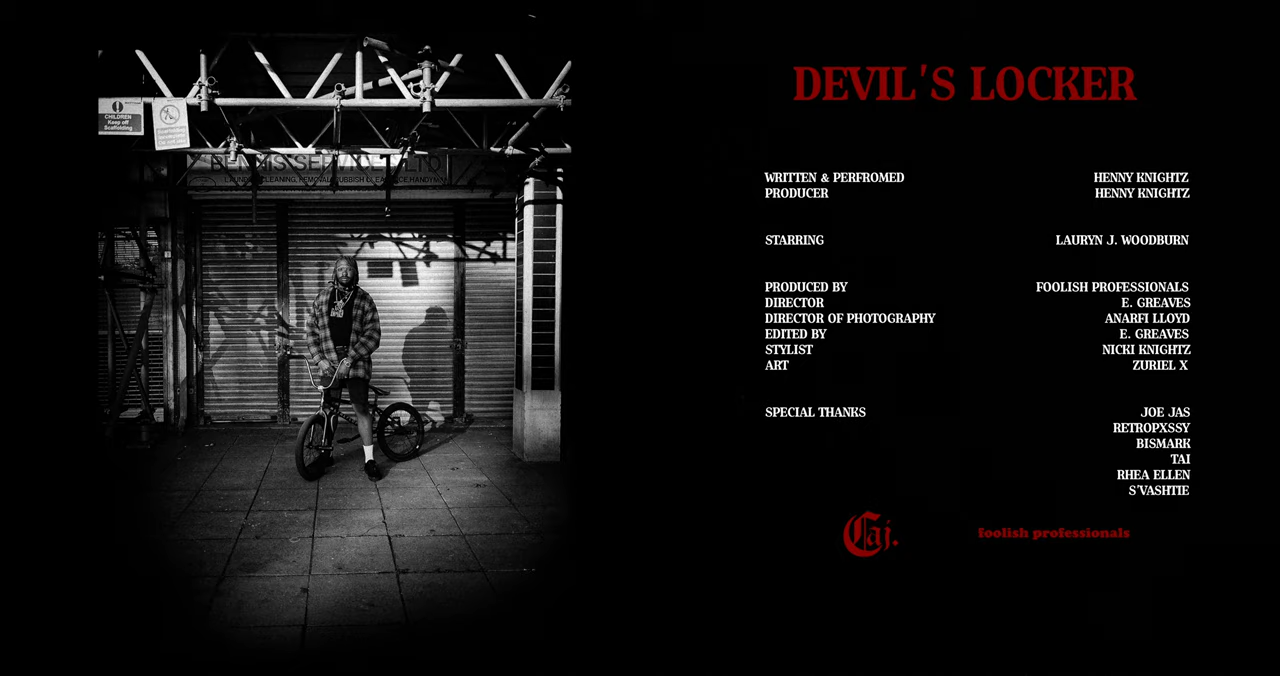 CHILDREN
Keep off
Scaffolding
DEVIL'S LOCKER
WRITTEN & PERFROMED HENNY KNIGHTZ
PRODUCER HENNY KNIGHTZ
STARRING LAURYN J. WOODBURN
PRODUCED BY FOOLISH PROFESSIONALS
DIRECTOR E. GREAVES
DIRECTOR OF PHOTOGRAPHY ANARFI LLOYD
EDITED BY E. GREAVES
STYLIST NICKI KNIGHTZ
ART ZURIEL X
SPECIAL THANKS JOE JAS
RETROPXSSY
BISMARK
TAI
RHEA ELLEN
S'VASHTIE
foolish professionals